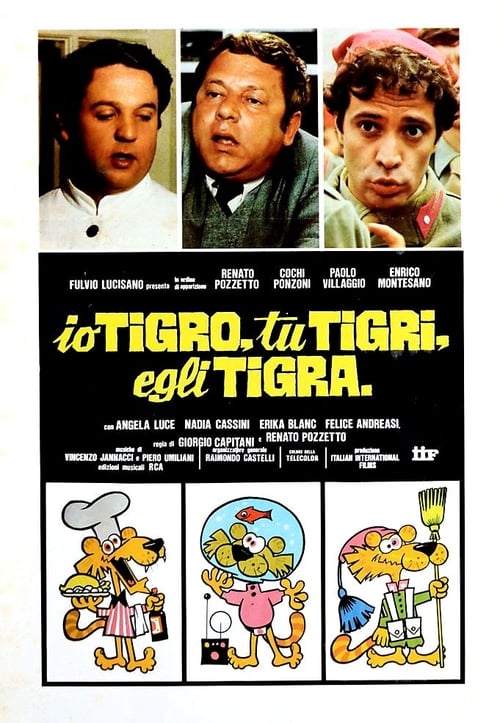 FULVIO LUCISANO presenta
In ordine di apparizione
RENATO POZZETTO
COCHI PONZONI
PAOLO VILLAGGIO
ENRICO MONTESANO
io TIGRO, tu TIGRI,
egli TIGRA.
con ANGELA LUCE NADIA CASSINI ERIKA BLANC FELICE ANDREASI,
regia di GIORGIO CAPITANI e RENATO POZZETTO
musiche di
VINCENZO JANNACCI e PIERO UMILIANI
edizioni musicali RCA
organizzatore generale
RAIMONDO CASTELLI
COLORE DELLA
TELECOLOR
produzione
ITALIAN INTERNATIONAL
FILMS
iif